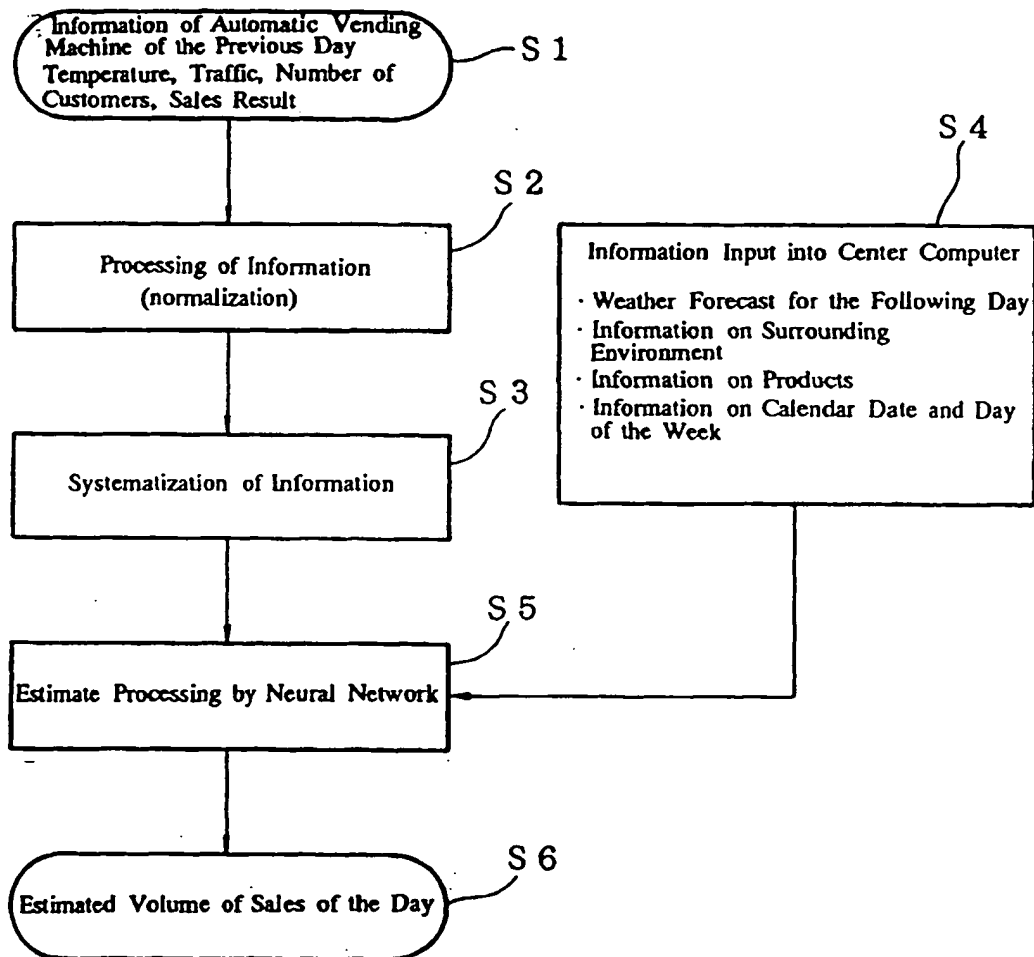 Information of Automatic Vending
Machine of the Previous Day
Temperature, Traffic, Number of
Customers, Sales Result
S 1
S 2
Processing of Information
(normalization)
S 3
Systematization of Information
S 4
Information Input into Center Computer
· Weather Forecast for the Following Day
· Information on Surrounding
Environment
· Information on Products
· Information on Calendar Date and Day
of the Week
S 5
Estimate Processing by Neural Network
S 6
Estimated Volume of Sales of the Day